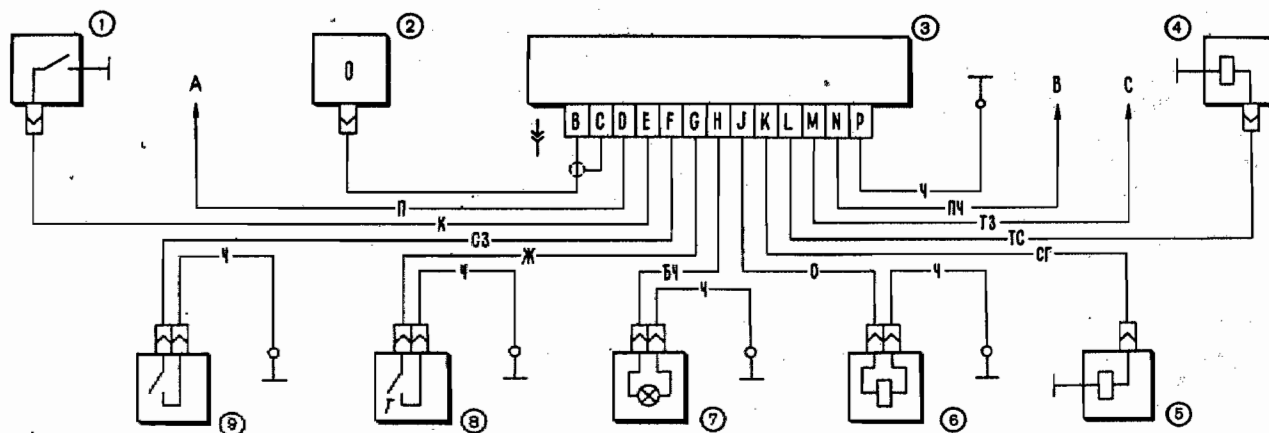 1 2 3 4
0
A B C
B C D E F G H J K L M N P
Ч
П ПЧ
К ТЗ
СЗ ТС
Ж СГ
Ч Ч БЧ Ч О Ч
T
9 8 7 6 5